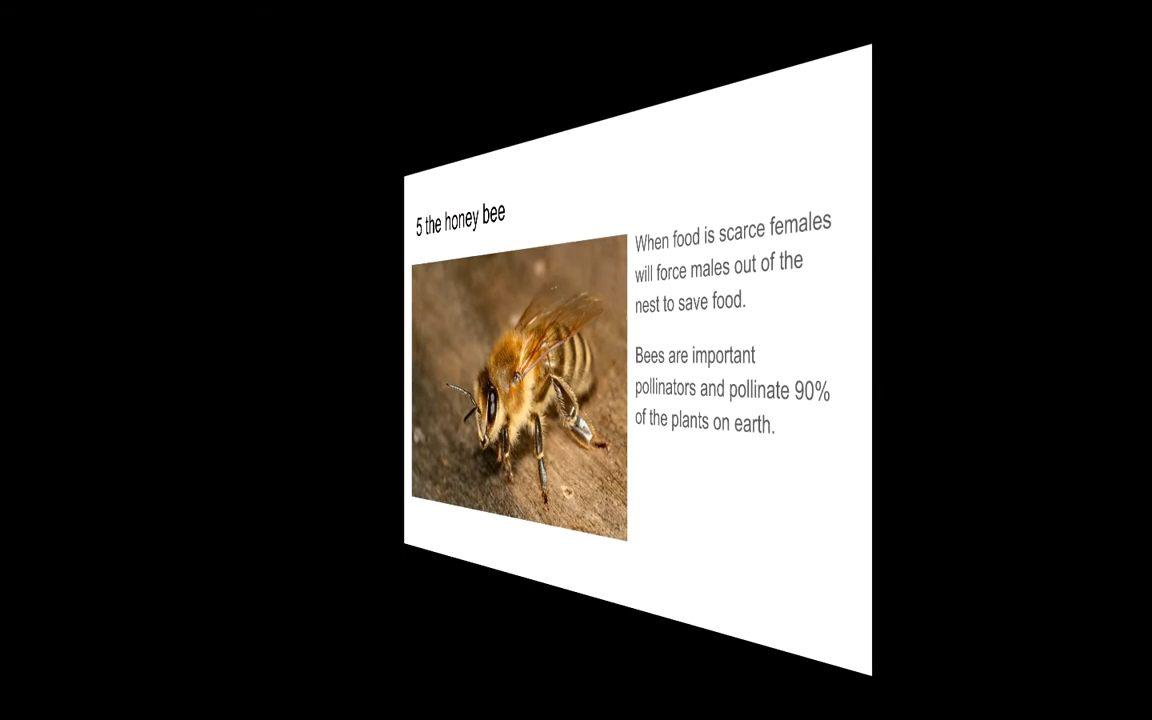 5 the honey bee
When food is scarce females
will force males out of the
nest to save food.
Bees are important
pollinators and pollinate 90%
of the plants on earth.